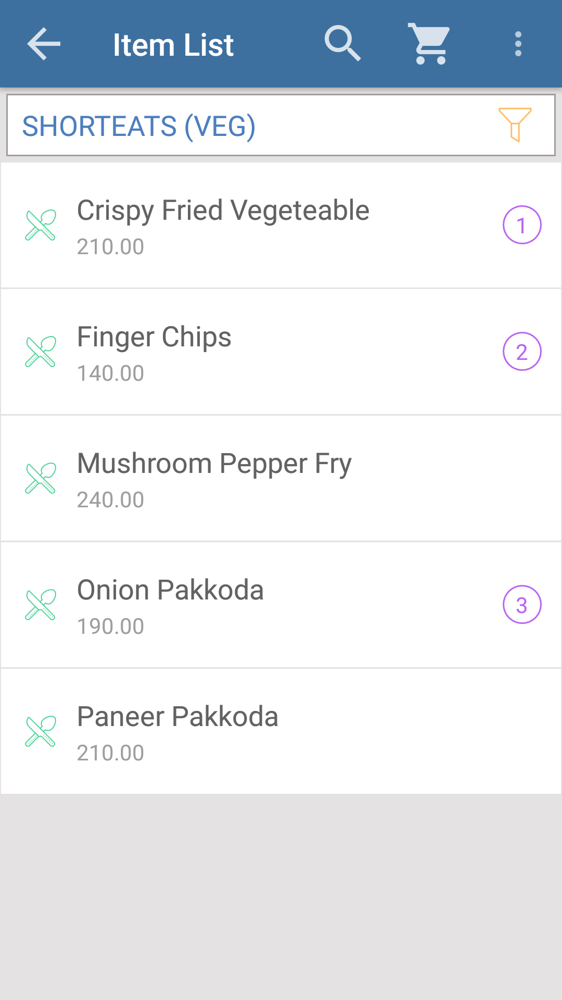 Item List
SHORTEATS (VEG)
Crispy Fried Vegeteable
210.00
1
Finger Chips
140.00
2
Mushroom Pepper Fry
240.00
Onion Pakkoda
190.00
3
Paneer Pakkoda
210.00